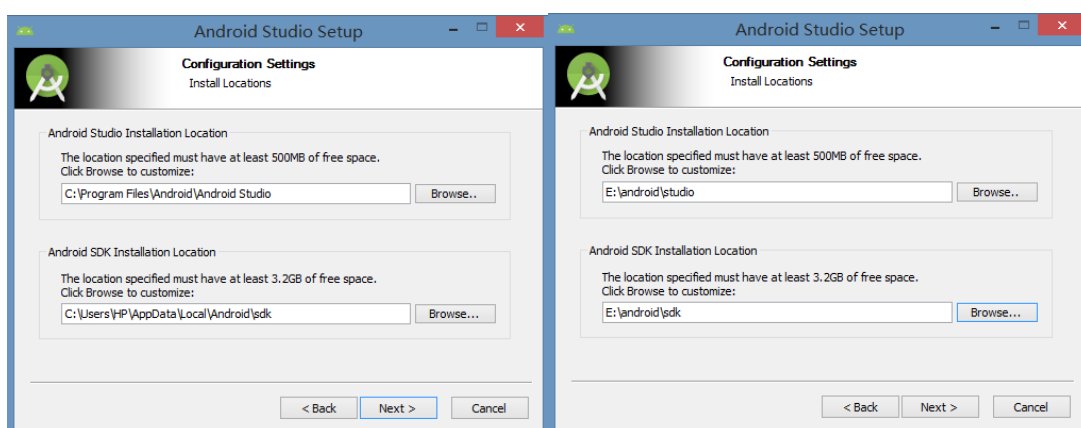 Android Studio Setup
Configuration Settings
Install Locations
Android Studio Installation Location
The location specified must have at least 500MB of free space.
Click Browse to customize:
C:\Program Files\Android\Android Studio
Browse..
Android SDK Installation Location
The location specified must have at least 3.2GB of free space.
Click Browse to customize:
C:\Users\HP\AppData\Local\Android\sdk
Browse...
< Back
Next >
Cancel
Android Studio Setup
Configuration Settings
Install Locations
Android Studio Installation Location
The location specified must have at least 500MB of free space.
Click Browse to customize:
E:\android\studio
Browse..
Android SDK Installation Location
The location specified must have at least 3.2GB of free space.
Click Browse to customize:
E:\android\sdk
Browse...
< Back
Next >
Cancel